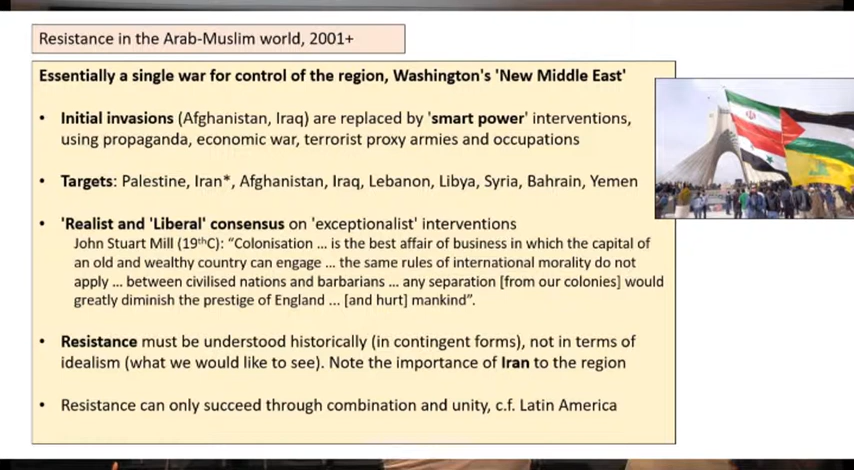 Resistance in the Arab-Muslim world, 2001+
Essentially a single war for control of the region, Washington's 'New Middle East'
• Initial invasions (Afghanistan, Iraq) are replaced by 'smart power' interventions,
using propaganda, economic war, terrorist proxy armies and occupations
• Targets: Palestine, Iran*, Afghanistan, Iraq, Lebanon, Libya, Syria, Bahrain, Yemen
• 'Realist and 'Liberal' consensus on 'exceptionalist' interventions
John Stuart Mill (19thC): “Colonisation ... is the best affair of business in which the capital of
an old and wealthy country can engage ... the same rules of international morality do not
apply ... between civilised nations and barbarians ... any separation [from our colonies] would
greatly diminish the prestige of England ... [and hurt] mankind”.
• Resistance must be understood historically (in contingent forms), not in terms of
idealism (what we would like to see). Note the importance of Iran to the region
• Resistance can only succeed through combination and unity, c.f. Latin America